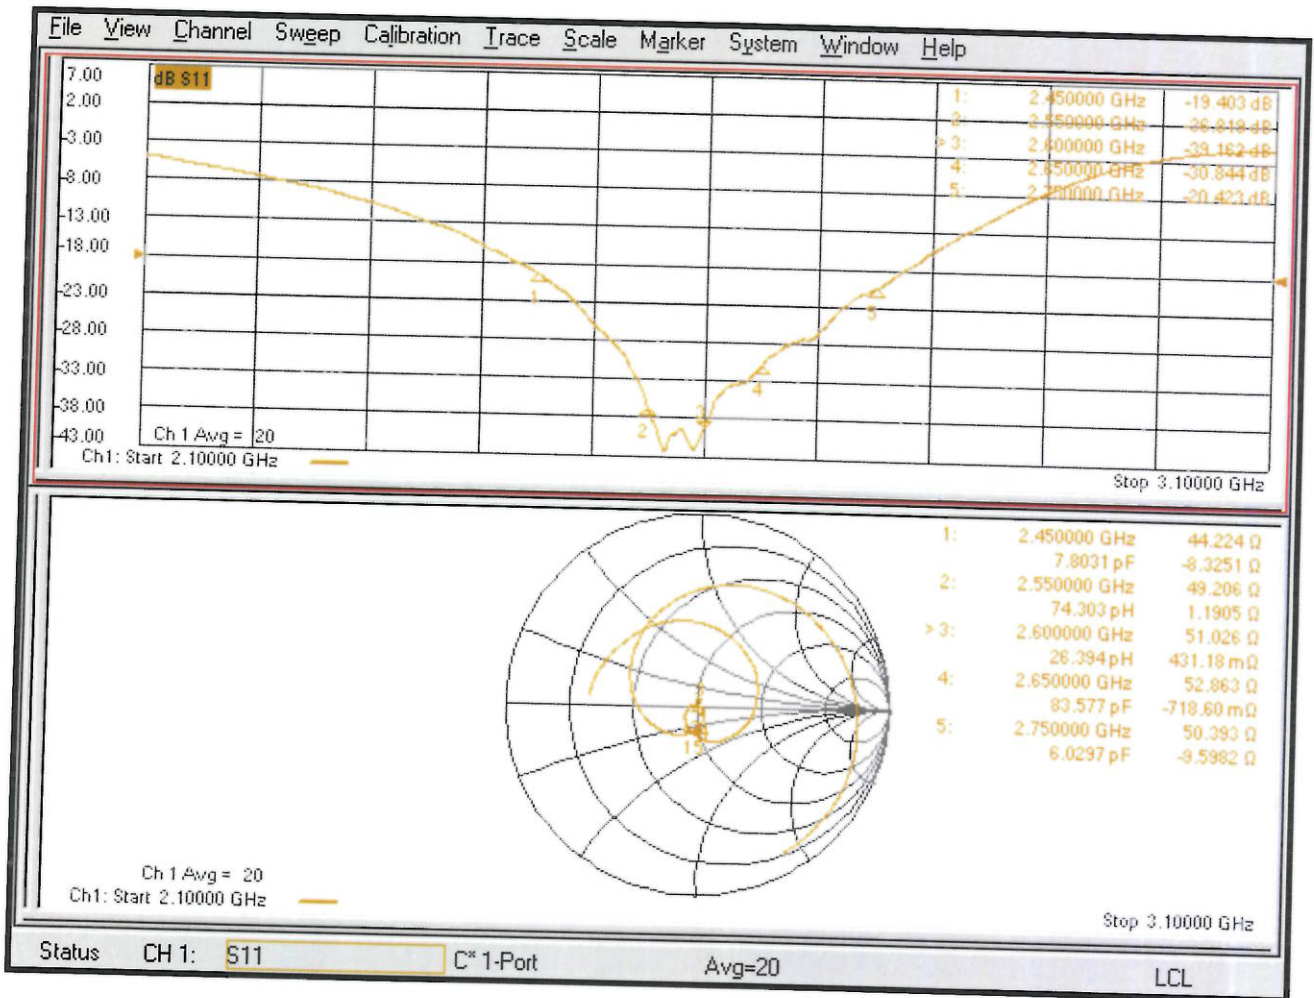 File View Channel Sweep Calibration Trace Scale Marker System Window Help
7.00
2.00
-3.00
-8.00
-13.00
-18.00
-23.00
-28.00
-33.00
-38.00
-43.00
dB S11
1: 2.450000 GHz -19.403 dB
2: 2.550000 GHz -36.819 dB
> 3: 2.600000 GHz -39.162 dB
4: 2.650000 GHz -30.844 dB
5: 2.750000 GHz -20.423 dB
1
2
3
4
5
Ch 1 Avg = 20
Ch1: Start 2.10000 GHz
Stop 3.10000 GHz
1: 2.450000 GHz 44.224 Ω
7.8031 pF -8.3251 Ω
2: 2.550000 GHz 49.206 Ω
74.303 pH 1.1905 Ω
> 3: 2.600000 GHz 51.026 Ω
26.394 pH 431.18 mΩ
4: 2.650000 GHz 52.863 Ω
83.577 pF -718.60 mΩ
5: 2.750000 GHz 50.393 Ω
6.0297 pF -9.5982 Ω
15
Ch 1 Avg = 20
Ch1: Start 2.10000 GHz
Stop 3.10000 GHz
Status CH 1: S11 C* 1-Port Avg=20 LCL